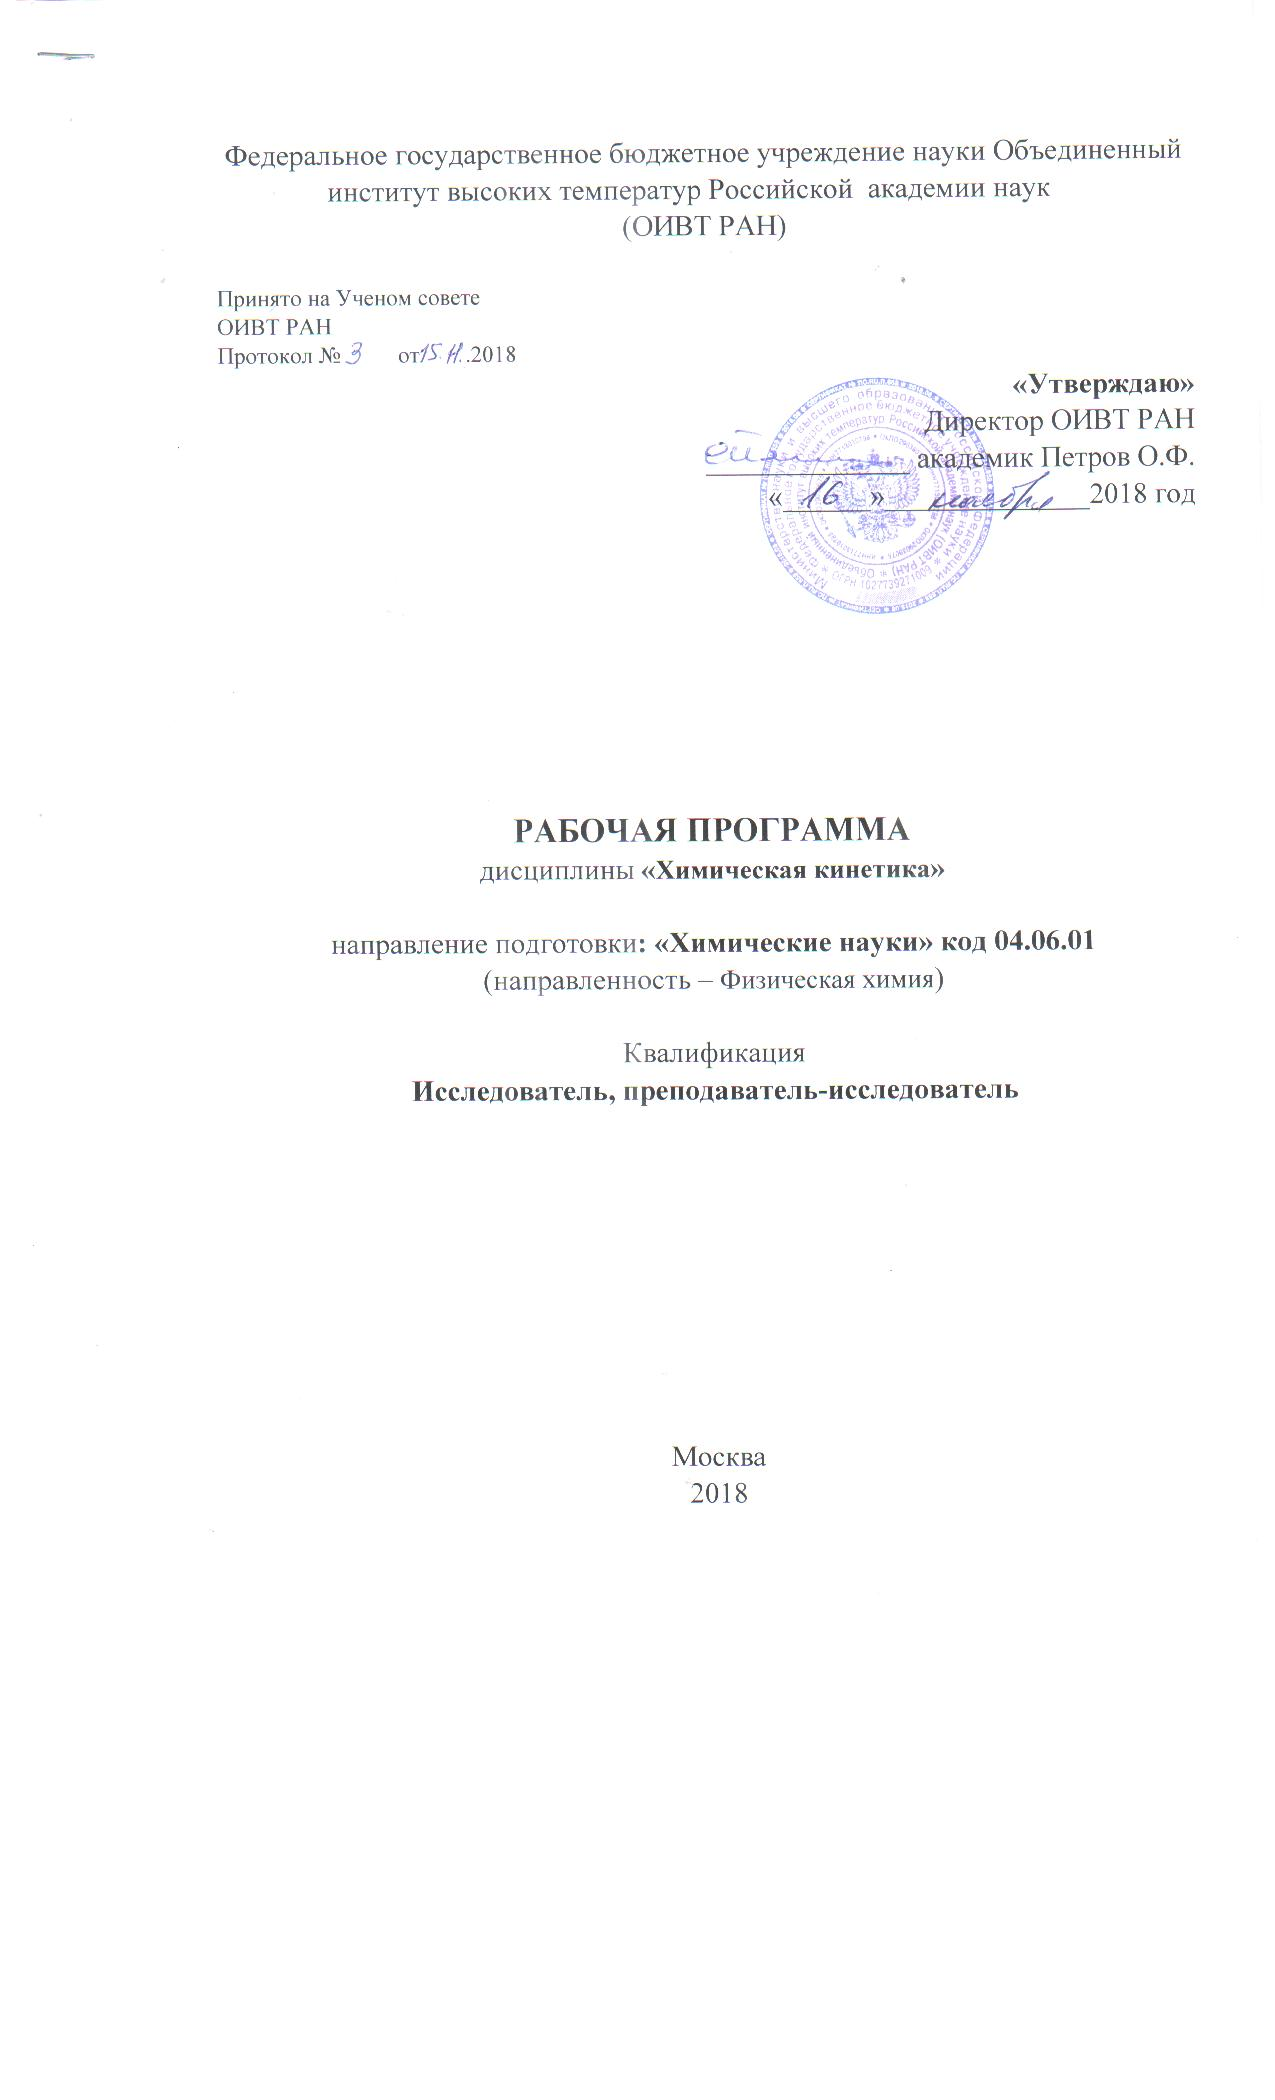 Федеральное государственное бюджетное учреждение науки Объединенный
институт высоких температур Российской академии наук
(ОИВТ РАН)
Принято на Ученом совете
ОИВТ РАН
Протокол № 3 от 15.11.2018
«Утверждаю»
Директор ОИВТ РАН
академик Петров О.Ф.
«16» ноября 2018 год
ОГРН 1027739271009
РАБОЧАЯ ПРОГРАММА
дисциплины «Химическая кинетика»
направление подготовки: «Химические науки» код 04.06.01
(направленность – Физическая химия)
Квалификация
Исследователь, преподаватель-исследователь
Москва
2018